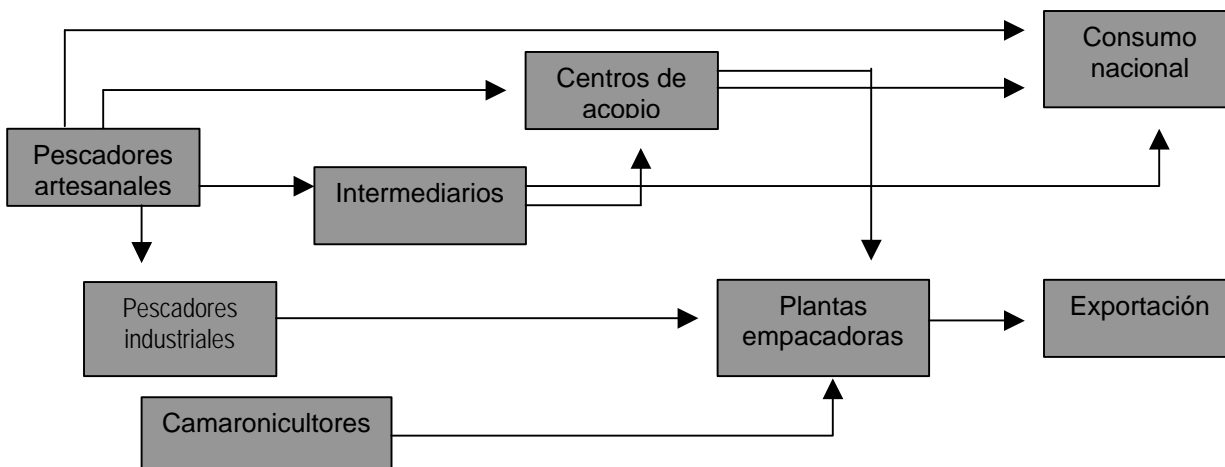 Consumo
nacional
Centros de
acopio
Pescadores
artesanales
Intermediarios
Pescadores
industriales
Plantas
empacadoras
Exportación
Camaronicultores